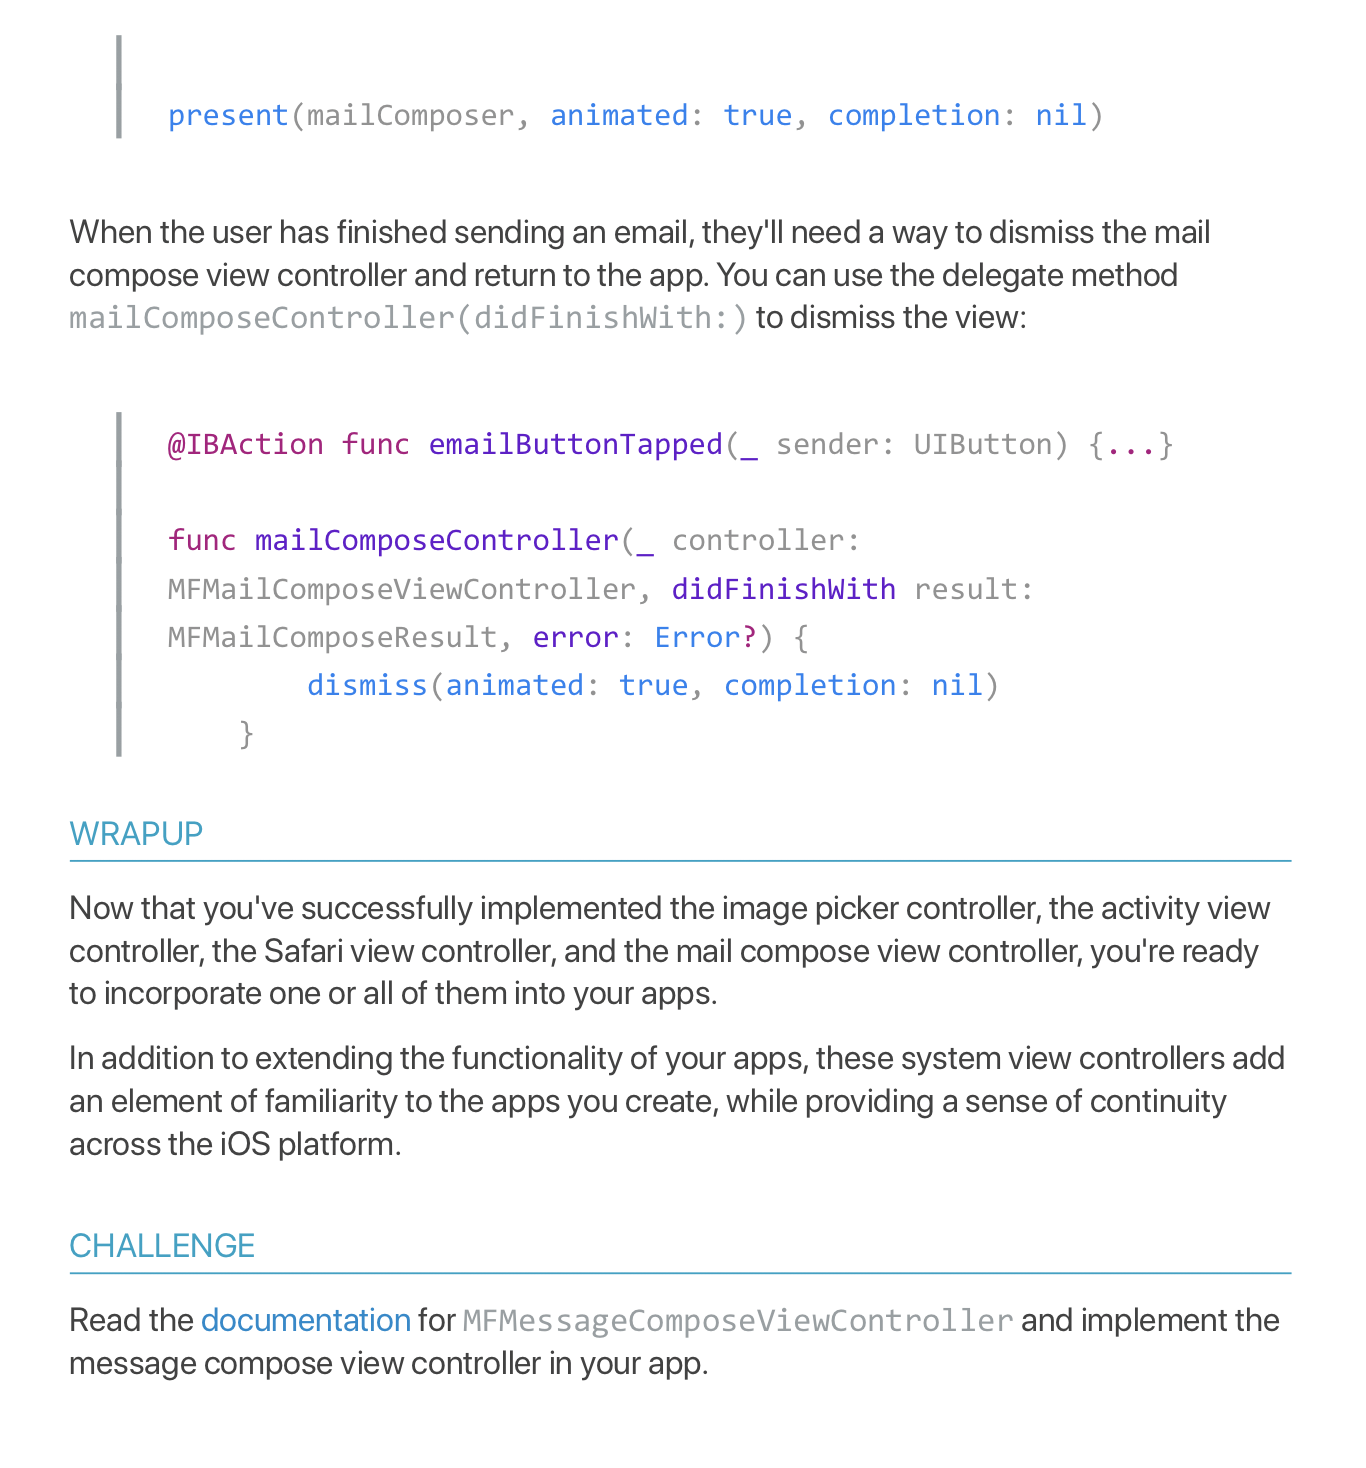 present(mailComposer, animated: true, completion: nil)
When the user has finished sending an email, they'll need a way to dismiss the mail
compose view controller and return to the app. You can use the delegate method
mailComposeController(didFinishWith:) to dismiss the view:
@IBAction func emailButtonTapped(_ sender: UIButton) {...}
func mailComposeController(_ controller:
MFMailComposeViewController, didFinishWith result:
MFMailComposeResult, error: Error?) {
dismiss(animated: true, completion: nil)
}
WRAPUP
Now that you've successfully implemented the image picker controller, the activity view
controller, the Safari view controller, and the mail compose view controller, you're ready
to incorporate one or all of them into your apps.
In addition to extending the functionality of your apps, these system view controllers add
an element of familiarity to the apps you create, while providing a sense of continuity
across the iOS platform.
CHALLENGE
Read the documentation for MFMessageComposeViewController and implement the
message compose view controller in your app.